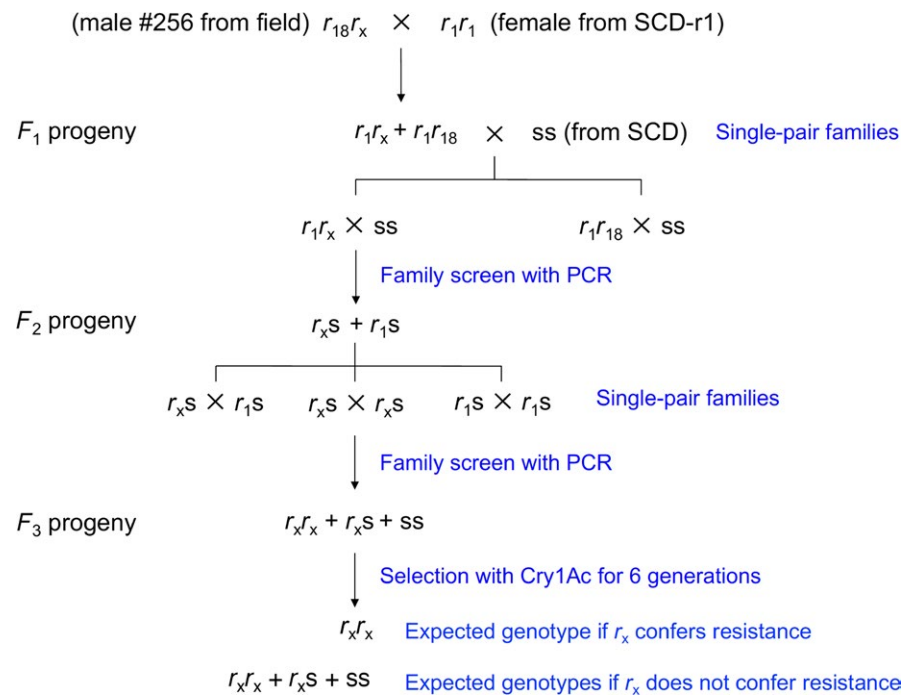 (male #256 from field) r₁₈rₓ × r₁r₁ (female from SCD-r1)
F₁ progeny r₁rₓ + r₁r₁₈ × ss (from SCD) Single-pair families
r₁rₓ × ss r₁r₁₈ × ss
Family screen with PCR
F₂ progeny rₓs + r₁s
rₓs × r₁s rₓs × rₓs r₁s × r₁s Single-pair families
Family screen with PCR
F₃ progeny rₓrₓ + rₓs + ss
Selection with Cry1Ac for 6 generations
rₓrₓ Expected genotype if rₓ confers resistance
rₓrₓ + rₓs + ss Expected genotypes if rₓ does not confer resistance